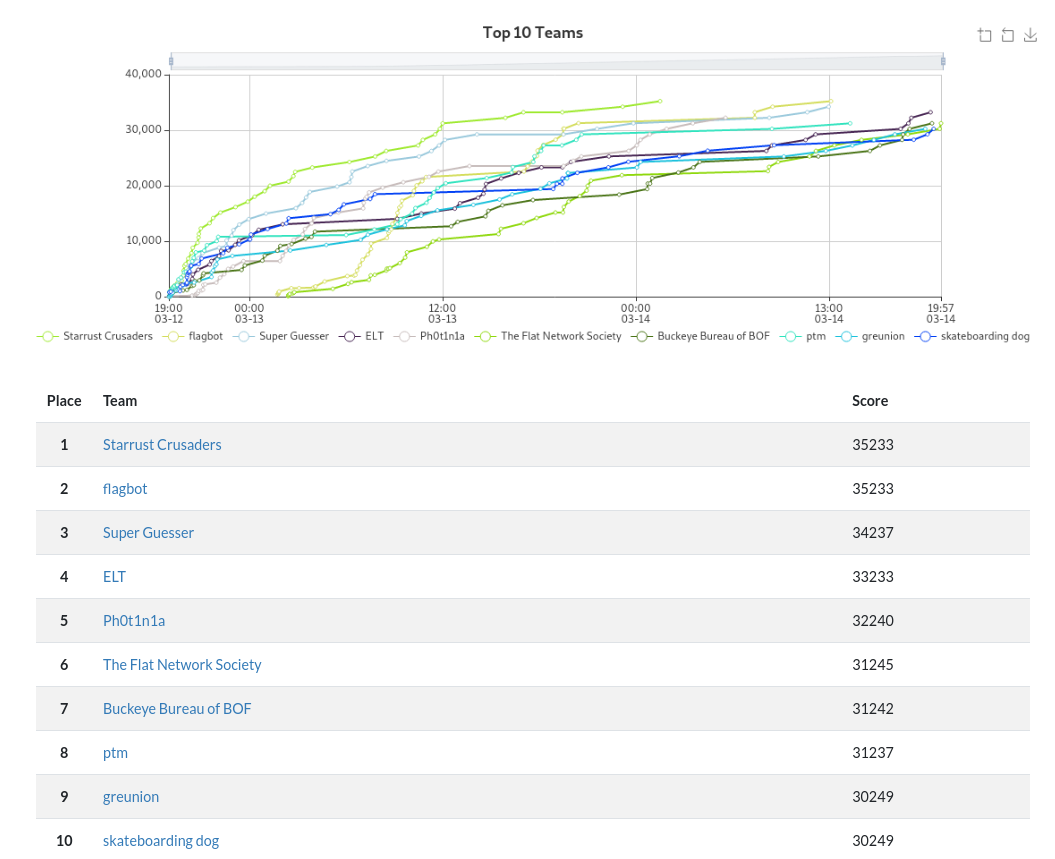 Top 10 Teams
40,000
30,000
20,000
10,000
0
19:00 00:00 12:00 00:00 13:00 19:57
03-12 03-13 03-13 03-14 03-14 03-14
Starrust Crusaders flagbot Super Guesser ELT Ph0t1n1a The Flat Network Society Buckeye Bureau of BOF ptm greunion skateboarding dog
Place Team Score
1 Starrust Crusaders 35233
2 flagbot 35233
3 Super Guesser 34237
4 ELT 33233
5 Ph0t1n1a 32240
6 The Flat Network Society 31245
7 Buckeye Bureau of BOF 31242
8 ptm 31237
9 greunion 30249
10 skateboarding dog 30249